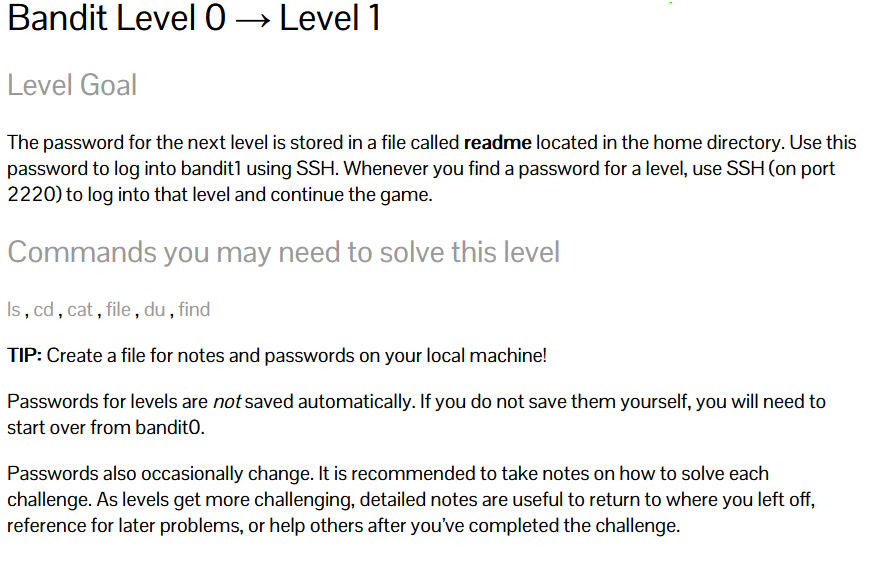 Bandit Level 0 → Level 1
Level Goal
The password for the next level is stored in a file called readme located in the home directory. Use this
password to log into bandit1 using SSH. Whenever you find a password for a level, use SSH (on port
2220) to log into that level and continue the game.
Commands you may need to solve this level
ls , cd , cat , file , du , find
TIP: Create a file for notes and passwords on your local machine!
Passwords for levels are not saved automatically. If you do not save them yourself, you will need to
start over from bandit0.
Passwords also occasionally change. It is recommended to take notes on how to solve each
challenge. As levels get more challenging, detailed notes are useful to return to where you left off,
reference for later problems, or help others after you’ve completed the challenge.